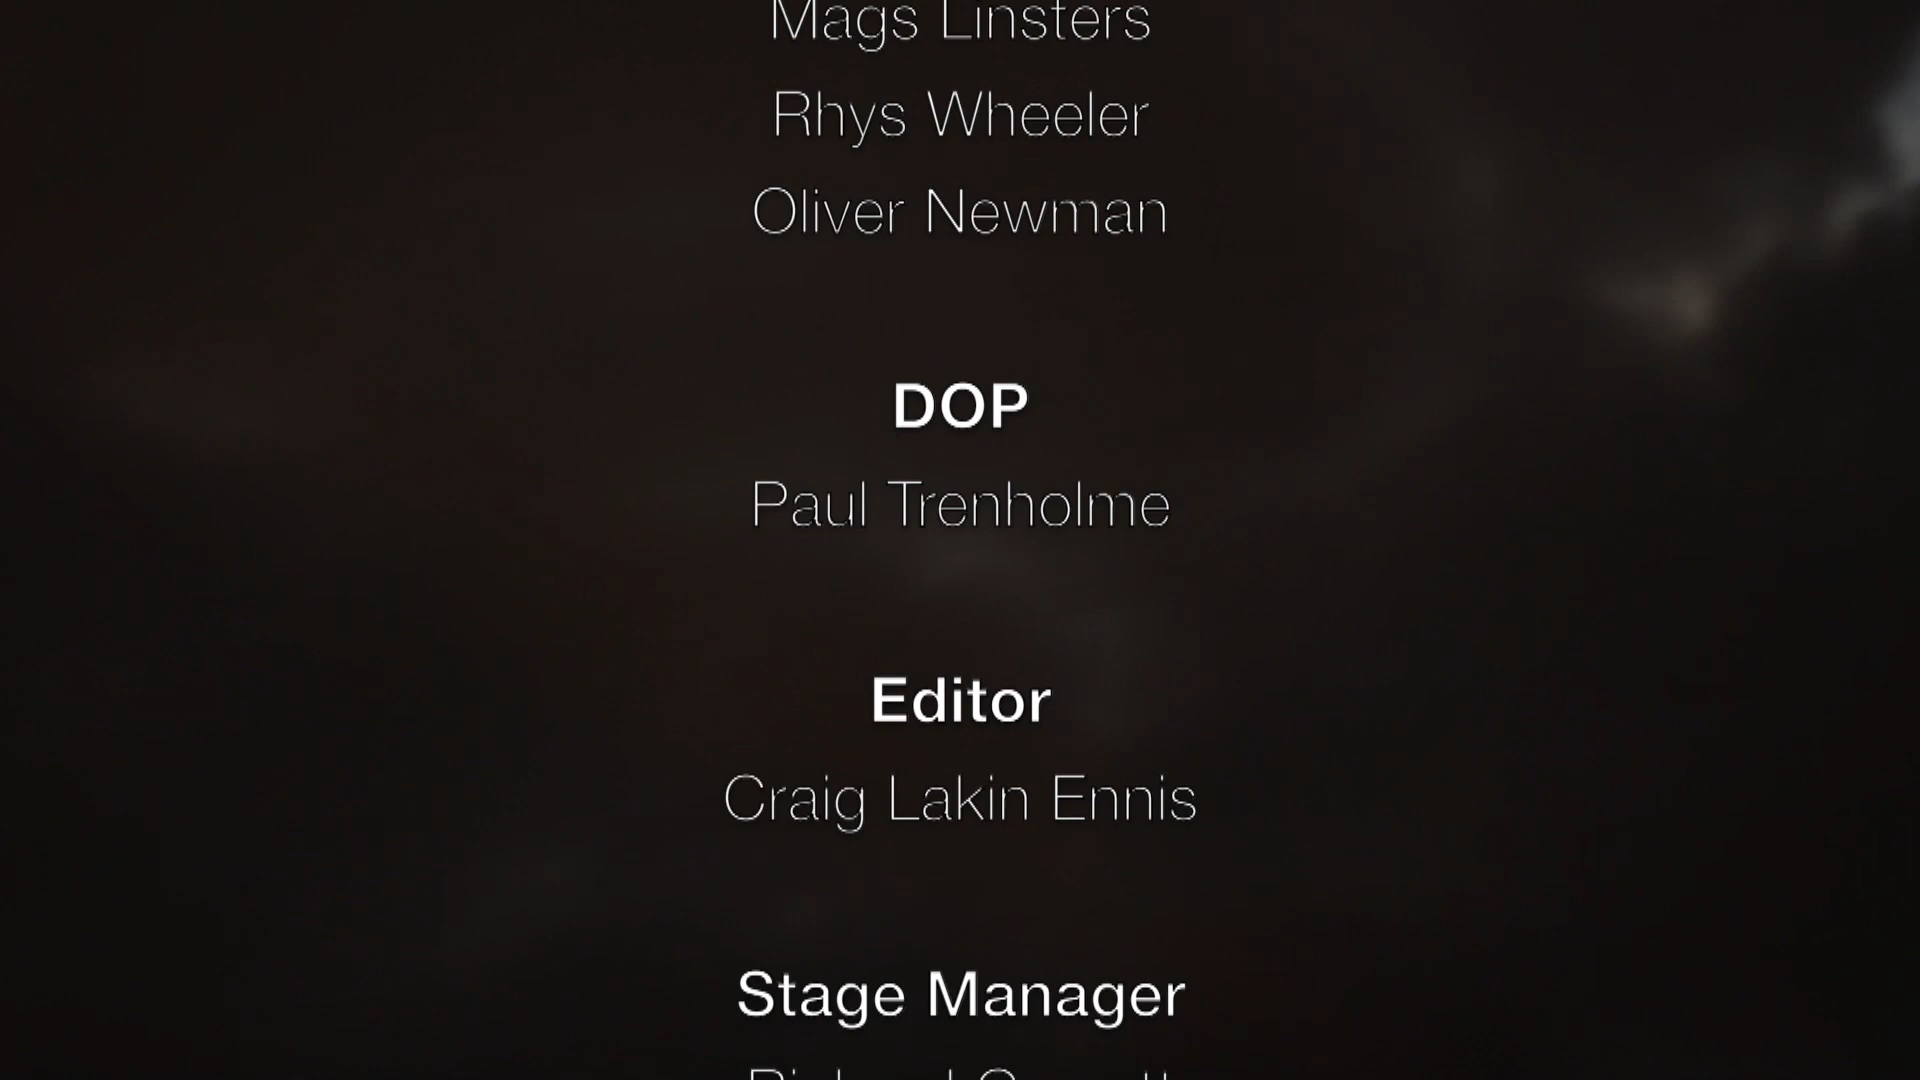 Mags Linsters
Rhys Wheeler
Oliver Newman
DOP
Paul Trenholme
Editor
Craig Lakin Ennis
Stage Manager